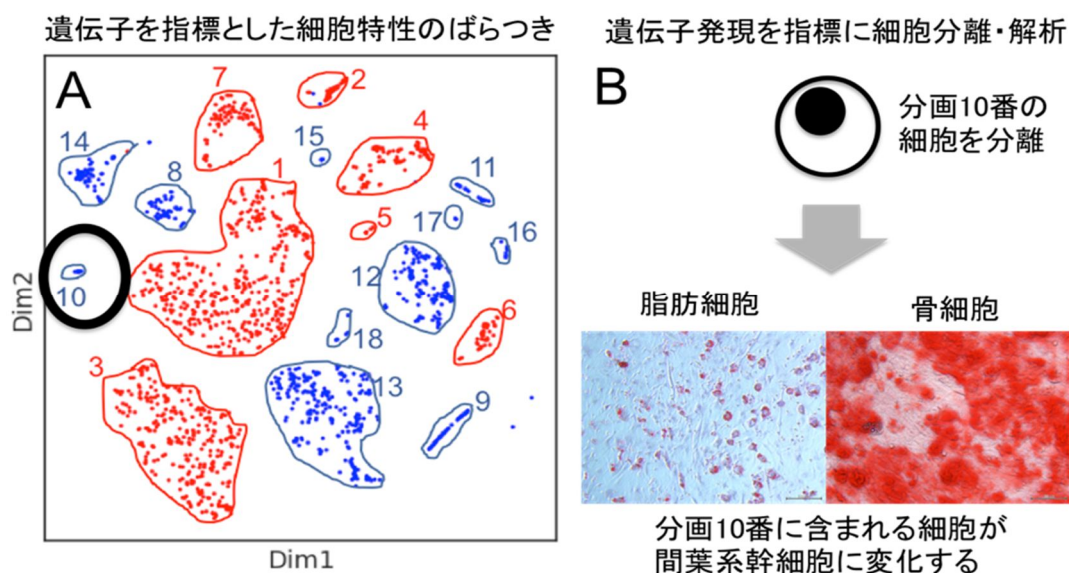 遺伝子を指標とした細胞特性のばらつき
A
7
2
4
14
15
8
1
11
17
5
16
12
10
6
18
3
13
9
Dim2
Dim1
遺伝子発現を指標に細胞分離・解析
B
分画10番の
細胞を分離
脂肪細胞
骨細胞
分画10番に含まれる細胞が
間葉系幹細胞に変化する